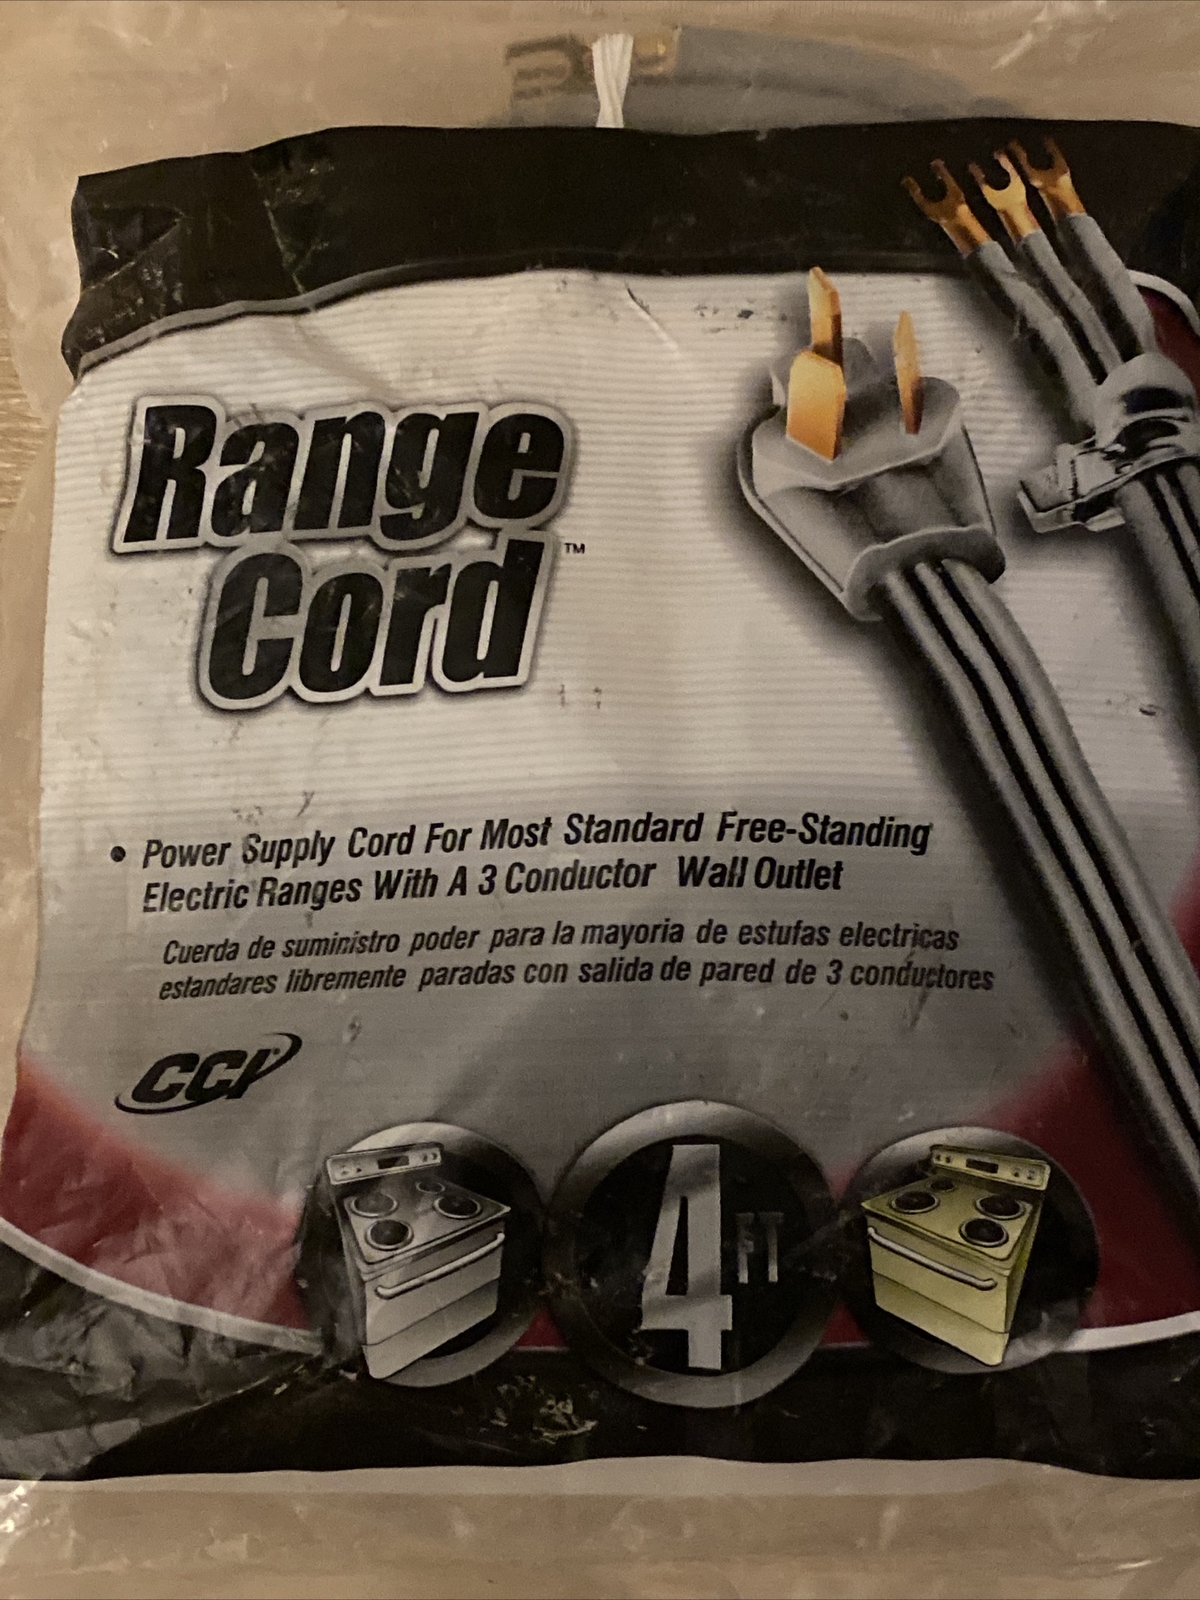 Range
Cord™
• Power Supply Cord For Most Standard Free-Standing
Electric Ranges With A 3 Conductor Wall Outlet
Cuerda de suministro poder para la mayoria de estufas electricas
estandares libremente paradas con salida de pared de 3 conductores
CCI
4 FT